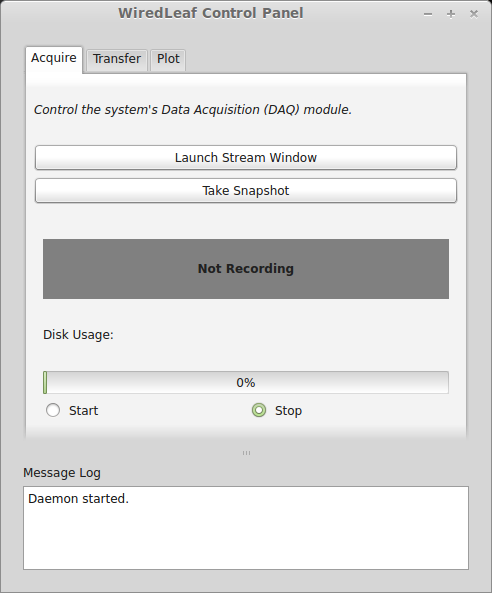 WiredLeaf Control Panel
Acquire Transfer Plot
Control the system's Data Acquisition (DAQ) module.
Launch Stream Window
Take Snapshot
Not Recording
Disk Usage:
0%
Start Stop
Message Log
Daemon started.